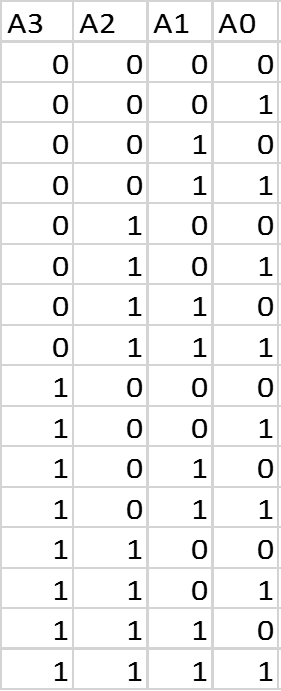 A3 A2 A1 A0
0 0 0 0
0 0 0 1
0 0 1 0
0 0 1 1
0 1 0 0
0 1 0 1
0 1 1 0
0 1 1 1
1 0 0 0
1 0 0 1
1 0 1 0
1 0 1 1
1 1 0 0
1 1 0 1
1 1 1 0
1 1 1 1